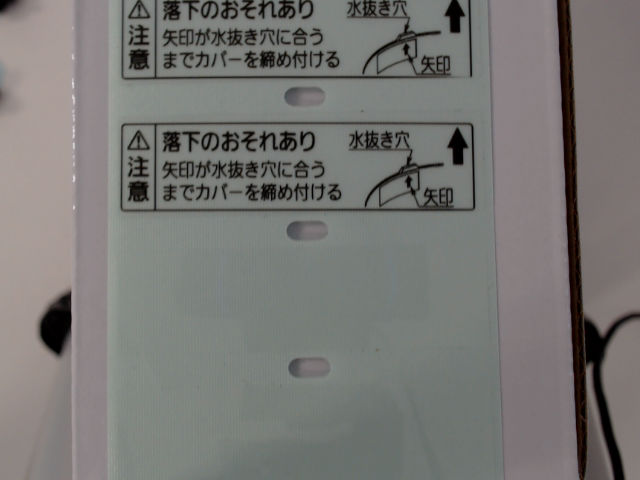 ⚠注意
落下のおそれあり
矢印が水抜き穴に合う
までカバーを締め付ける
水抜き穴
矢印
⚠注意
落下のおそれあり
矢印が水抜き穴に合う
までカバーを締め付ける
水抜き穴
矢印